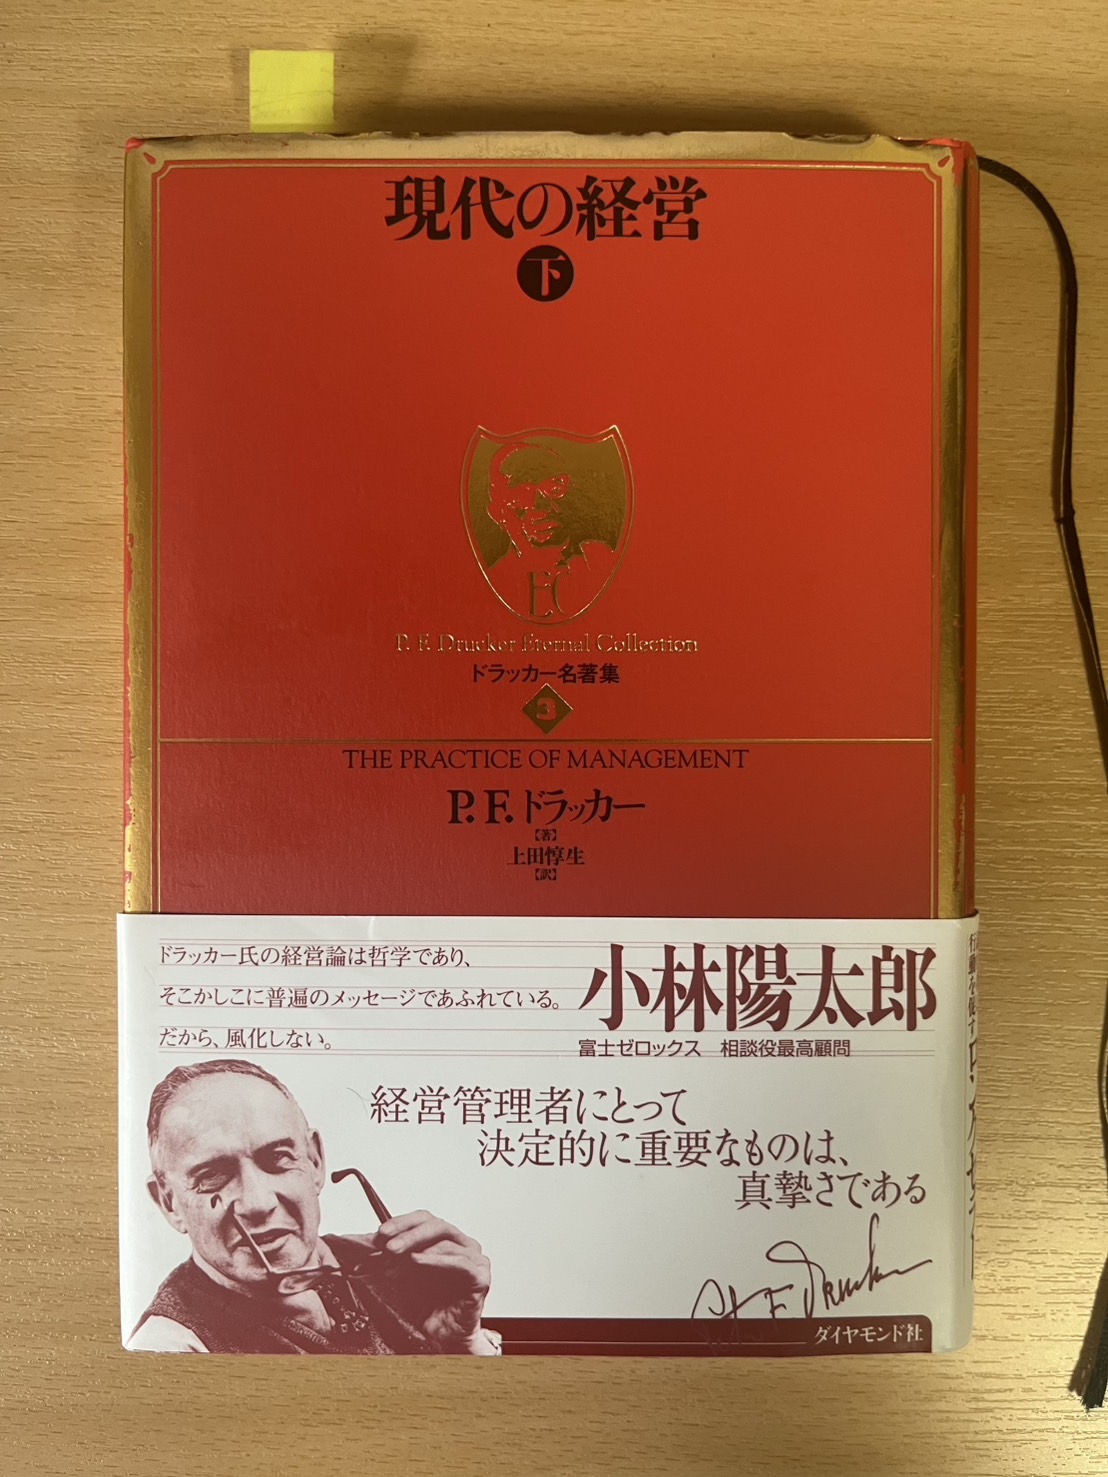 現代の経営
下
EC
P. F. Drucker Eternal Collection
ドラッカー名著集
3
THE PRACTICE OF MANAGEMENT
P. F. ドラッカー
【著】
上田惇生
【訳】
ドラッカー氏の経営論は哲学であり、
そこかしこに普遍のメッセージであふれている。
だから、風化しない。
小林陽太郎
富士ゼロックス 相談役最高顧問
経営管理者にとって
決定的に重要なものは、
真摯さである
ダイヤモンド社